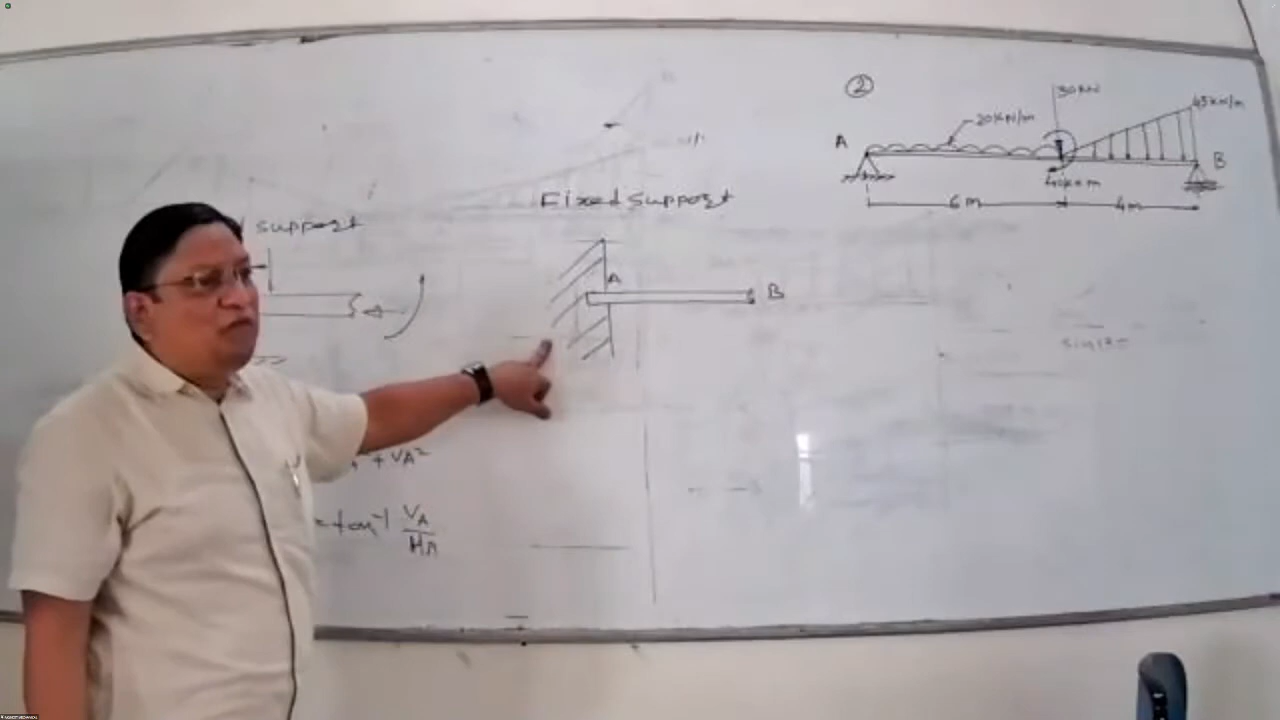 support
+ VA²
= tan⁻¹ VA
HA
Fixed support
A
B
②
30KN
45KN/m
20KN/m
A
B
40KN m
6m
4m